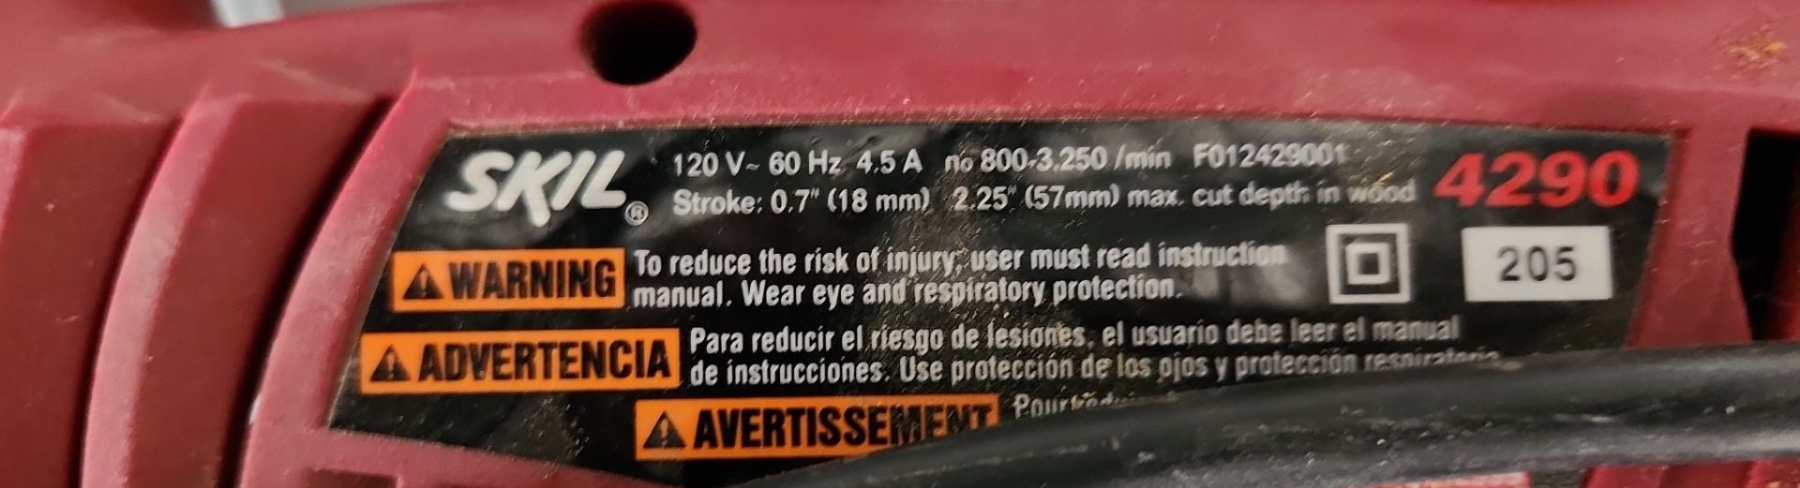 SKIL® 120 V~ 60 Hz 4.5 A no 800-3,250 /min F012429001 4290
Stroke: 0.7" (18 mm) 2.25" (57mm) max. cut depth in wood
WARNING To reduce the risk of injury, user must read instruction
manual. Wear eye and respiratory protection.
205
ADVERTENCIA Para reducir el riesgo de lesiones, el usuario debe leer el manual
de instrucciones. Use protección de los ojos y protección respiratoria
AVERTISSEMENT Pour